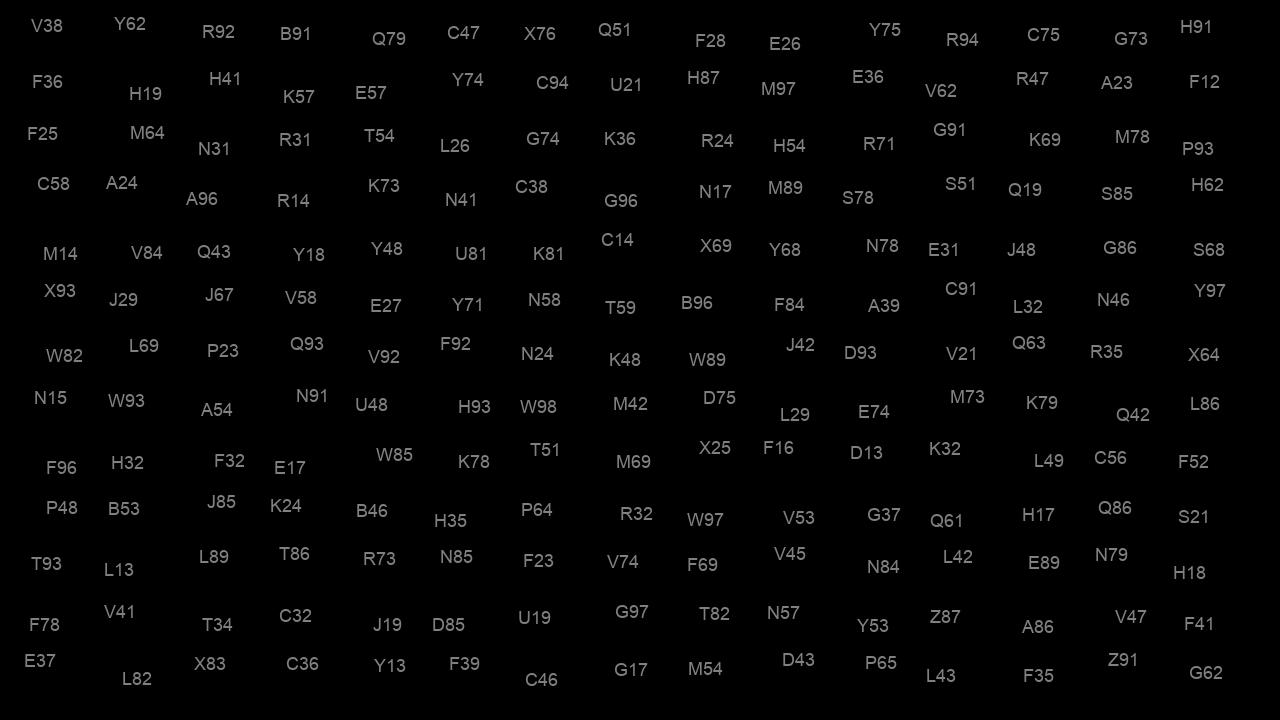 V38 Y62 R92 B91 Q79 C47 X76 Q51 F28 E26 Y75 R94 C75 G73 H91
F36 H19 H41 K57 E57 Y74 C94 U21 H87 M97 E36 V62 R47 A23 F12
F25 M64 N31 R31 T54 L26 G74 K36 R24 H54 R71 G91 K69 M78 P93
C58 A24 A96 R14 K73 N41 C38 G96 N17 M89 S78 S51 Q19 S85 H62
M14 V84 Q43 Y18 Y48 U81 K81 C14 X69 Y68 N78 E31 J48 G86 S68
X93 J29 J67 V58 E27 Y71 N58 T59 B96 F84 A39 C91 L32 N46 Y97
W82 L69 P23 Q93 V92 F92 N24 K48 W89 J42 D93 V21 Q63 R35 X64
N15 W93 A54 N91 U48 H93 W98 M42 D75 L29 E74 M73 K79 Q42 L86
F96 H32 F32 E17 W85 K78 T51 M69 X25 F16 D13 K32 L49 C56 F52
P48 B53 J85 K24 B46 H35 P64 R32 W97 V53 G37 Q61 H17 Q86 S21
T93 L13 L89 T86 R73 N85 F23 V74 F69 V45 N84 L42 E89 N79 H18
F78 V41 T34 C32 J19 D85 U19 G97 T82 N57 Y53 Z87 A86 V47 F41
E37 L82 X83 C36 Y13 F39 C46 G17 M54 D43 P65 L43 F35 Z91 G62